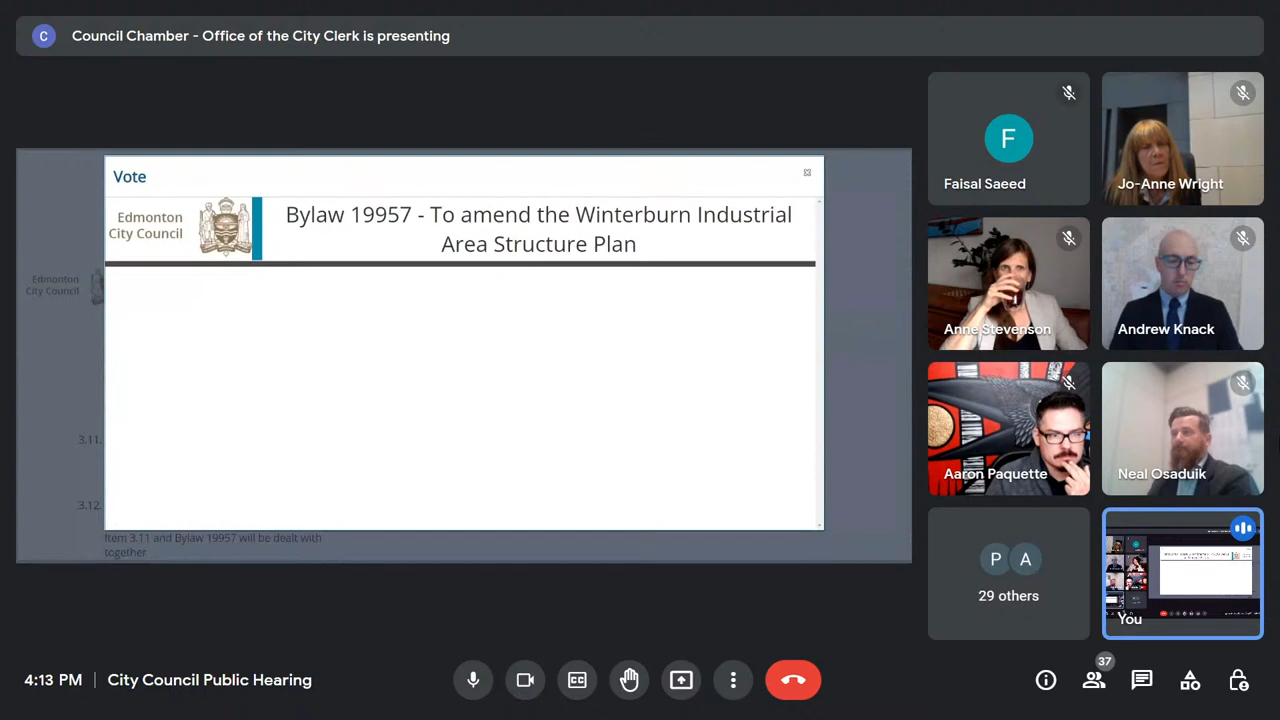 C
Council Chamber - Office of the City Clerk is presenting
Vote
Edmonton
City Council
Bylaw 19957 - To amend the Winterburn Industrial
Area Structure Plan
Edmonton
City Council
3.11.
3.12.
Item 3.11 and Bylaw 19957 will be dealt with
together
F
Faisal Saeed
Jo-Anne Wright
Anne Stevenson
Andrew Knack
Aaron Paquette
Neal Osaduik
P
A
29 others
You
4:13 PM
City Council Public Hearing
37